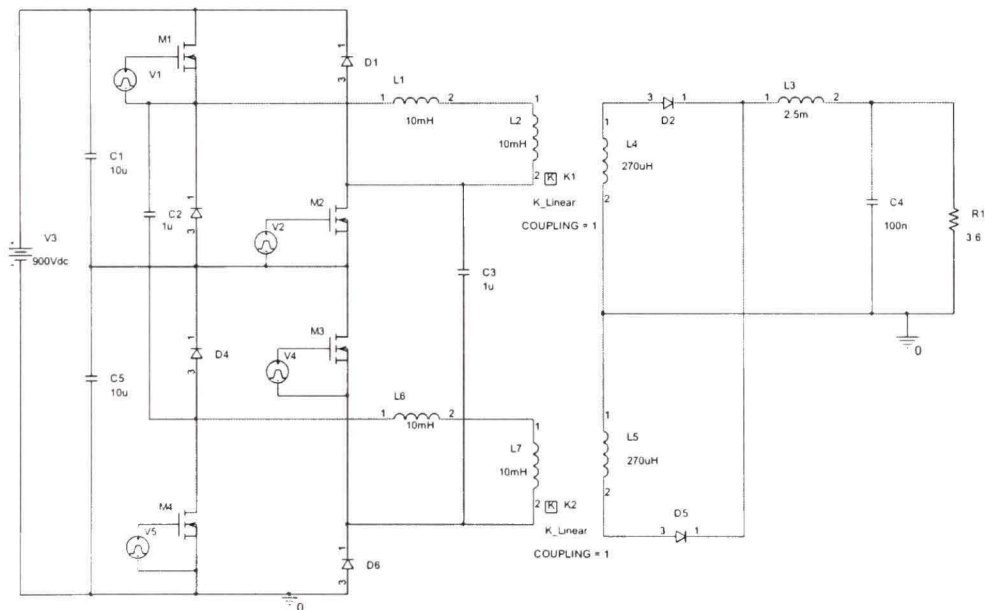 M1
V1
1
D1
3
L1
1 2
10mH
1
L2
10mH
2 K K1
K_Linear
COUPLING = 1
3 1
D2
1
L4
270uH
2
L3
1 2
2.5m
C4
100n
R1
3 6
0
C1
10u
1
C2
1u
3
M2
V2
V3
900Vdc
C3
1u
C5
10u
1
D4
3
M3
V4
L6
1 2
10mH
1
L7
10mH
2 K K2
K_Linear
COUPLING = 1
1
L5
270uH
2
D5
3 1
M4
V5
1
D6
3
0